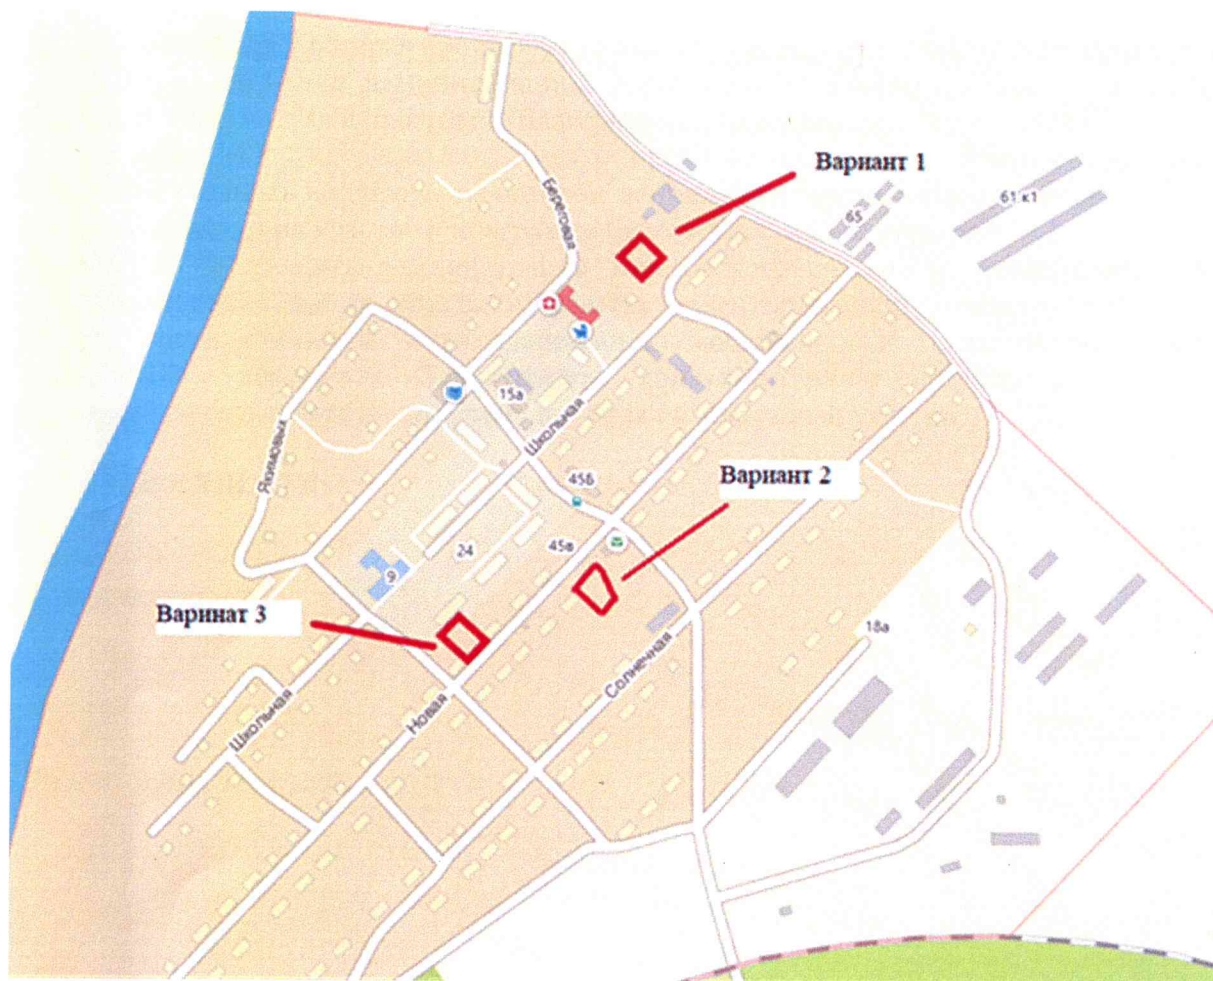 Вариант 1
65
61 к1
Береговая
15а
Школьная
Якимовых
Вариант 2
45б
45в
24
9
Варинат 3
18а
Солнечная
Школьная
Новая